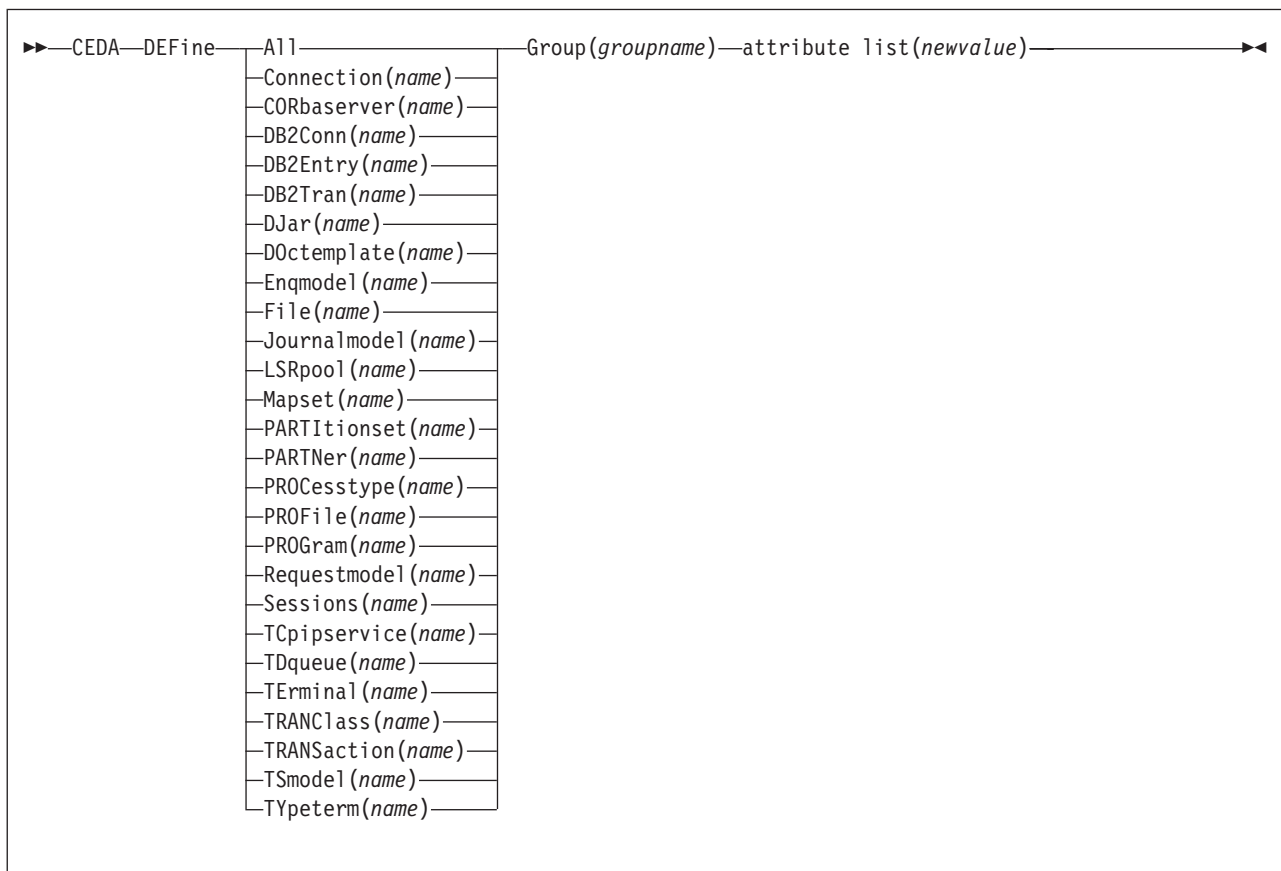 CEDA DEFine All Group(groupname) attribute list(newvalue)
Connection(name)
CORbaserver(name)
DB2Conn(name)
DB2Entry(name)
DB2Tran(name)
DJar(name)
DOctemplate(name)
Enqmodel(name)
File(name)
Journalmodel(name)
LSRpool(name)
Mapset(name)
PARTItionset(name)
PARTNer(name)
PROCesstype(name)
PROFile(name)
PROGram(name)
Requestmodel(name)
Sessions(name)
TCpipservice(name)
TDqueue(name)
TErminal(name)
TRANClass(name)
TRANSaction(name)
TSmodel(name)
TYpeterm(name)